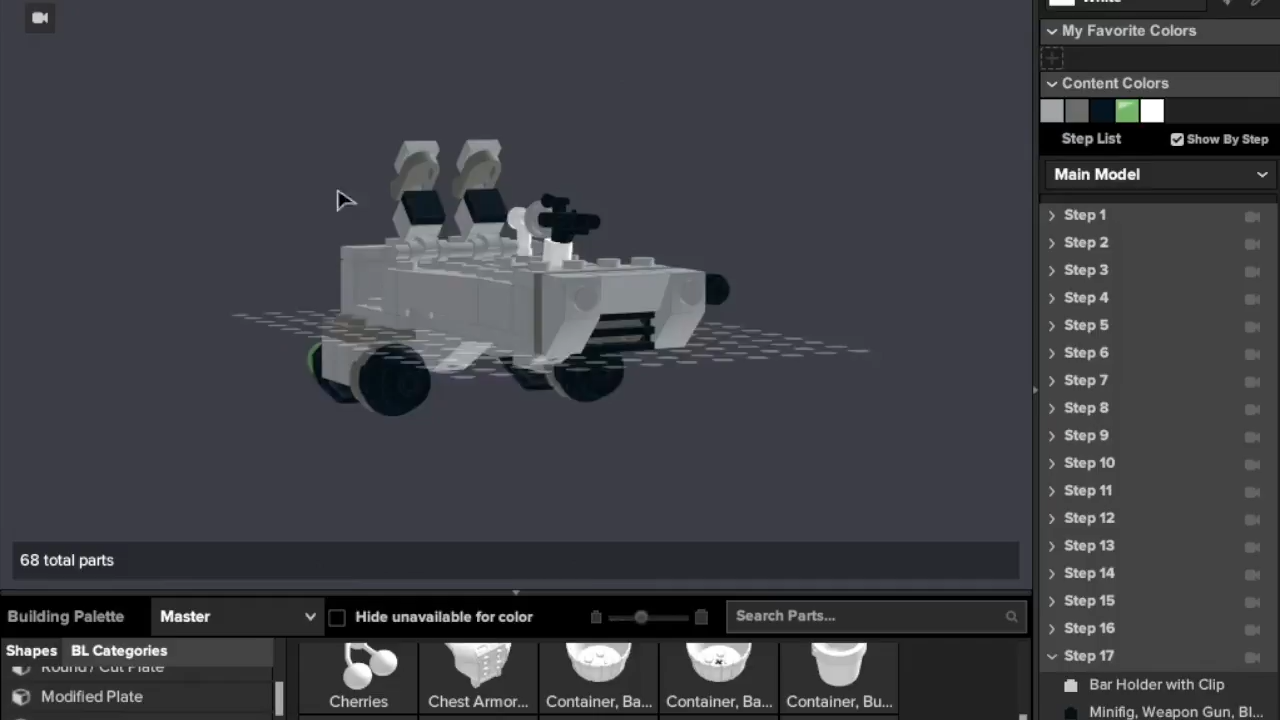 White
My Favorite Colors
Content Colors
Step List
Show By Step
Main Model
Step 1
Step 2
Step 3
Step 4
Step 5
Step 6
Step 7
Step 8
Step 9
Step 10
Step 11
Step 12
Step 13
Step 14
Step 15
Step 16
Step 17
Bar Holder with Clip
Minifig, Weapon Gun, Bl...
68 total parts
Building Palette
Master
Hide unavailable for color
Search Parts...
Shapes
BL Categories
Round / Cut Plate
Modified Plate
Cherries
Chest Armor...
Container, Ba...
Container, Ba...
Container, Bu...